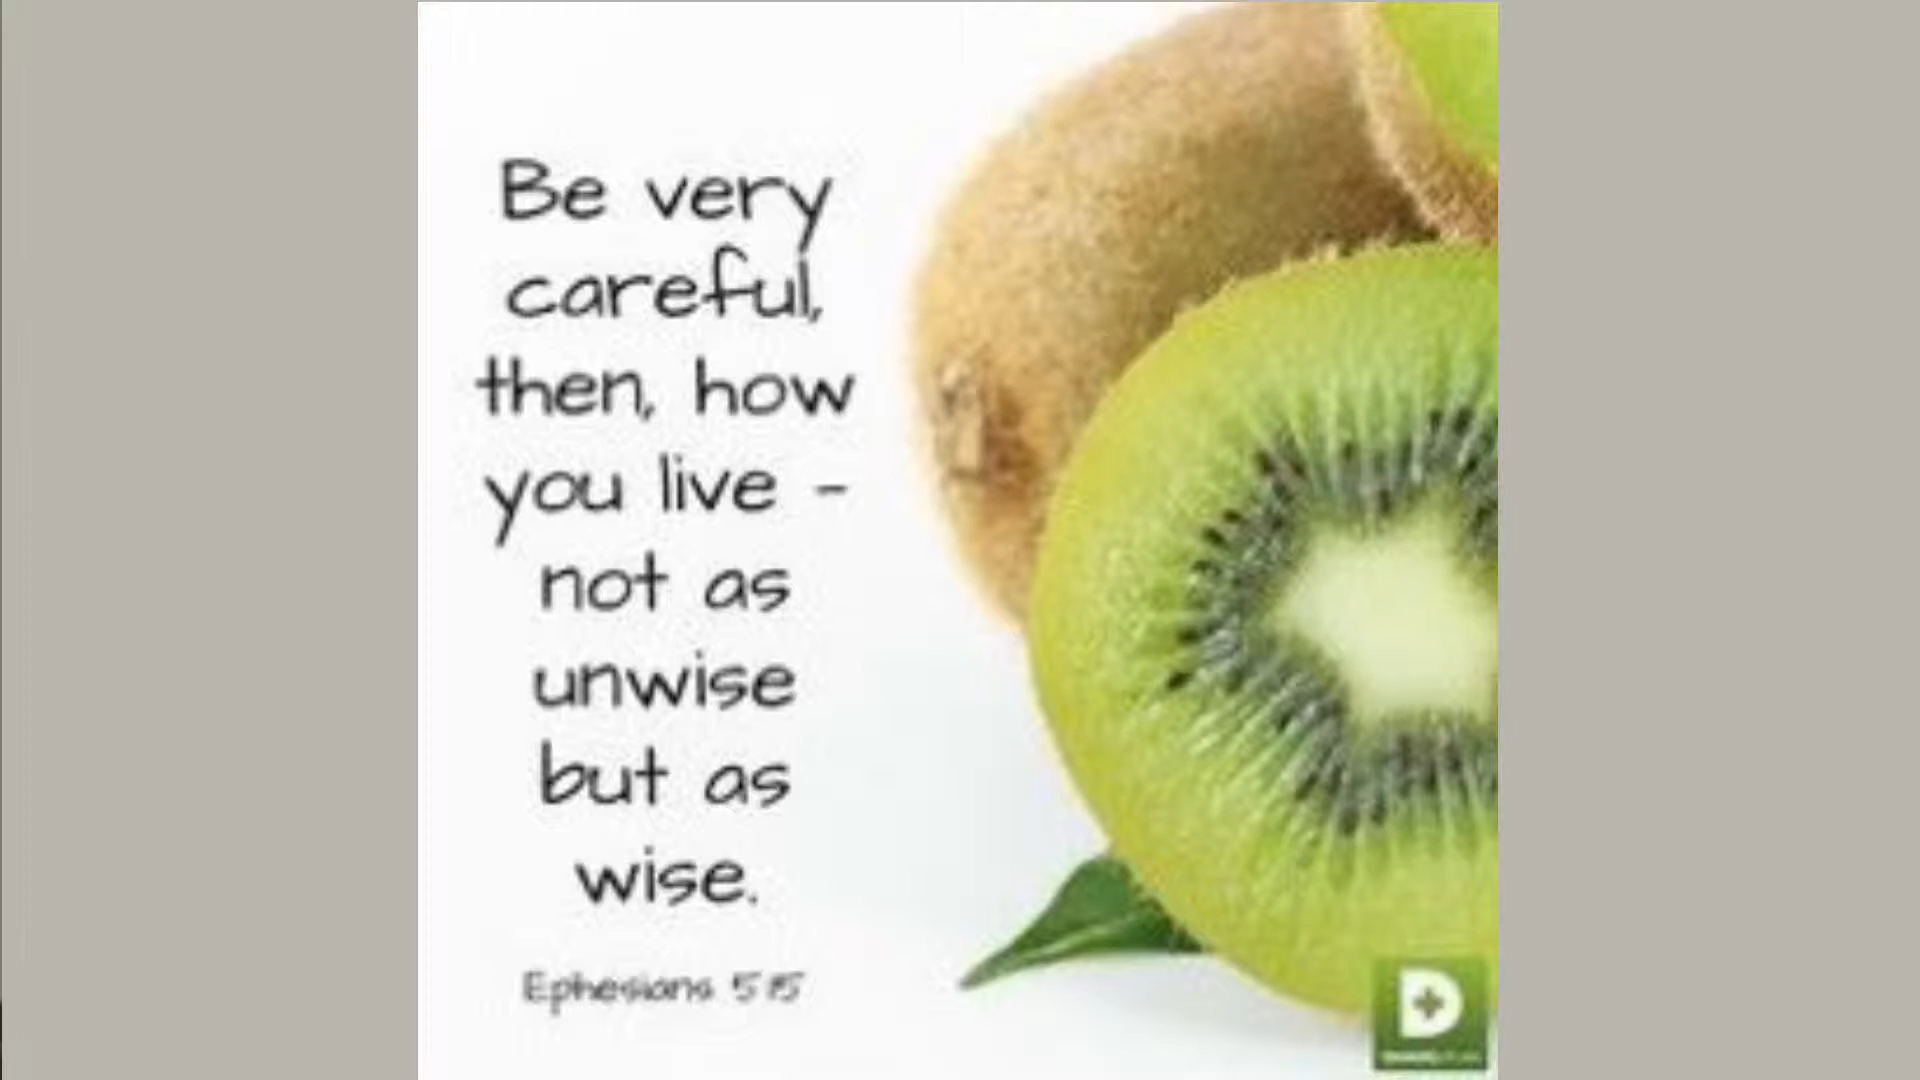 Be very
careful,
then, how
you live -
not as
unwise
but as
wise.
Ephesians 5:15
D